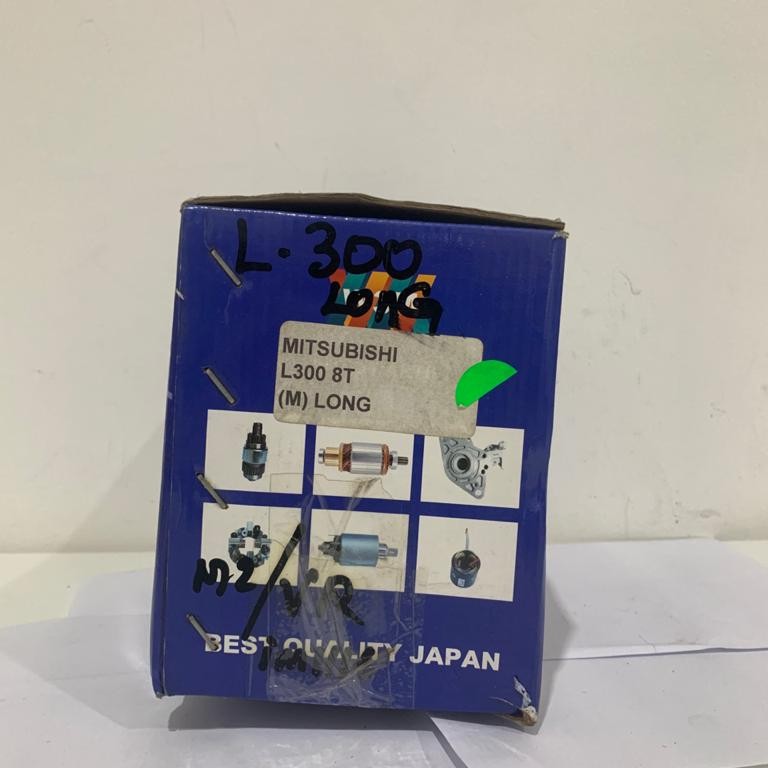 L.300
LONG
MITSUBISHI
L300 8T
(M) LONG
BEST QUALITY JAPAN